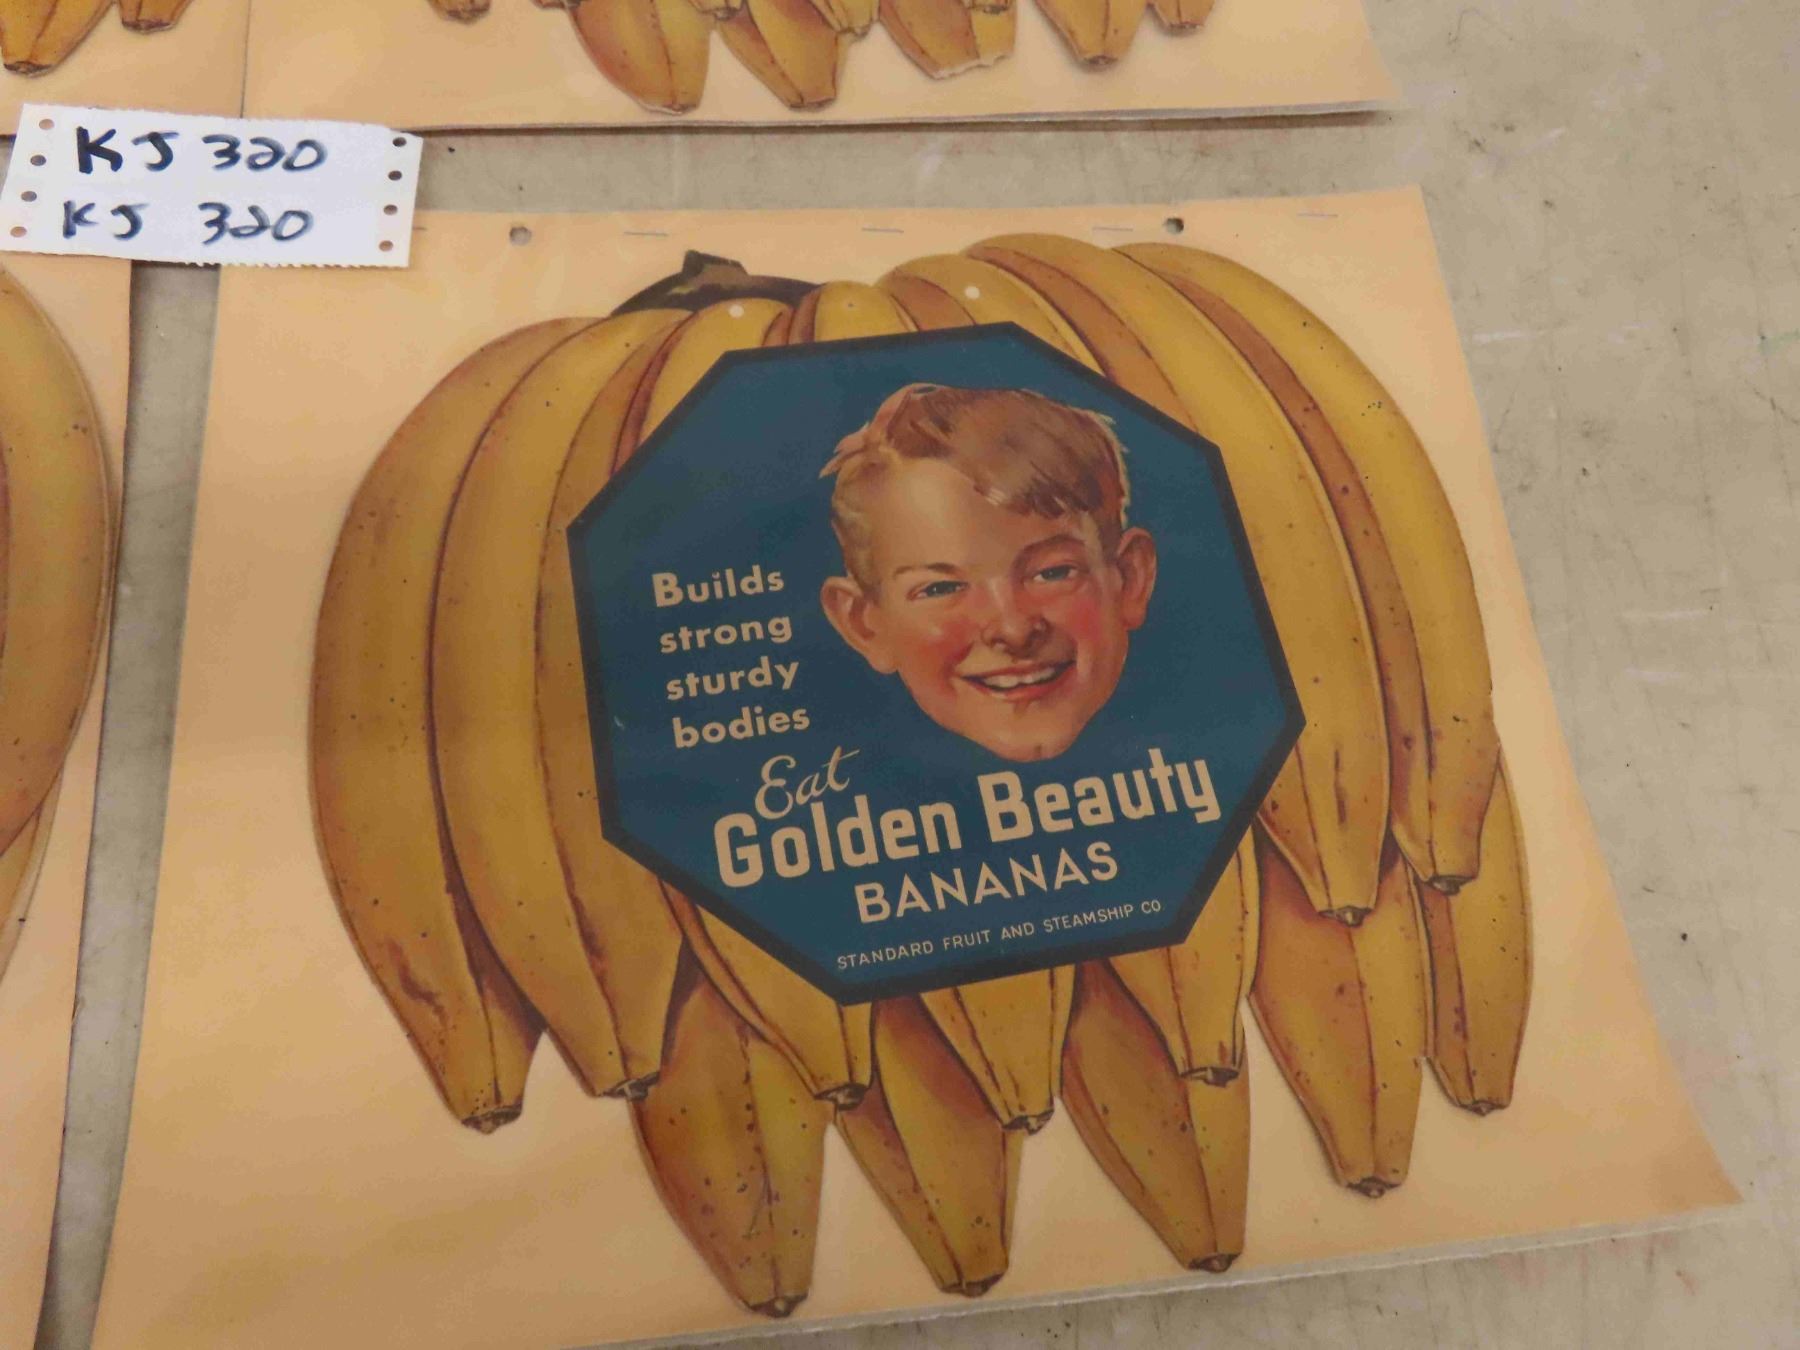 KJ 320
KJ 320
Builds
strong
sturdy
bodies
Eat
Golden Beauty
BANANAS
STANDARD FRUIT AND STEAMSHIP CO.